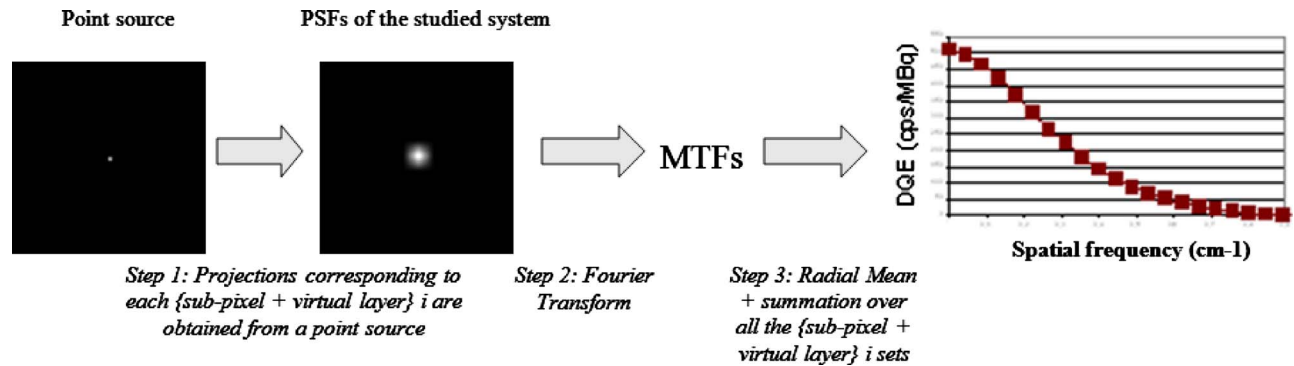 Point source
PSFs of the studied system
MTFs
DQE (cps/MBq)
Spatial frequency (cm-1)
Step 1: Projections corresponding to
each {sub-pixel + virtual layer} i are
obtained from a point source
Step 2: Fourier
Transform
Step 3: Radial Mean
+ summation over
all the {sub-pixel +
virtual layer} i sets